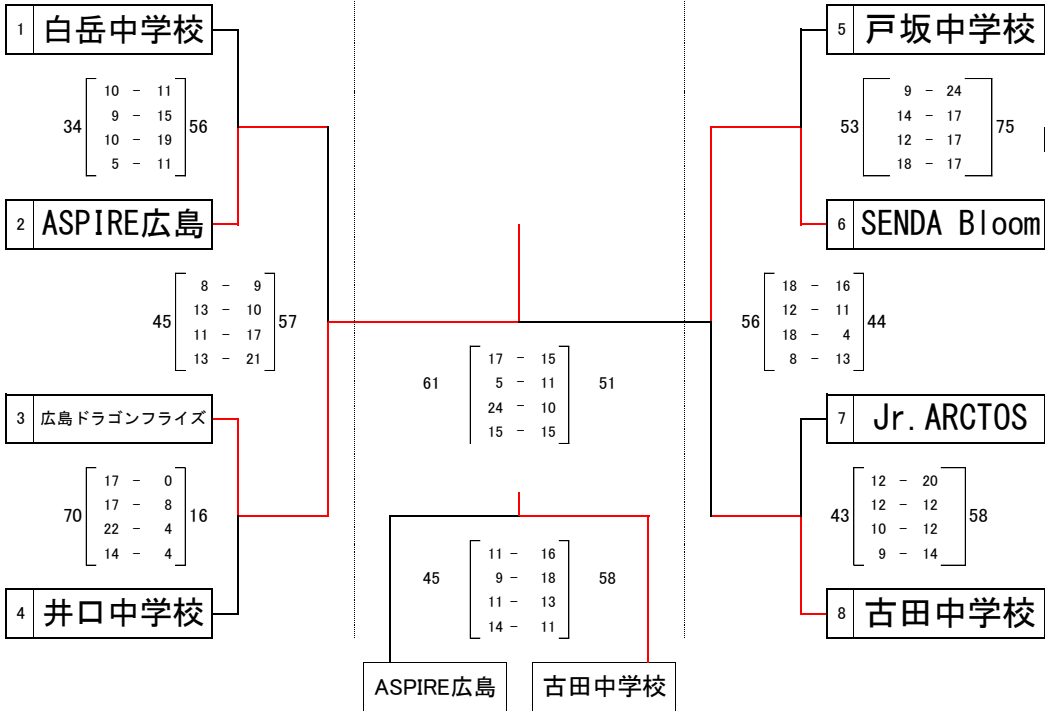 1 白岳中学校
34
10 - 11
9 - 15
10 - 19
5 - 11
56
2 ASPIRE広島
45
8 - 9
13 - 10
11 - 17
13 - 21
57
3 広島ドラゴンフライズ
70
17 - 0
17 - 8
22 - 4
14 - 4
16
4 井口中学校
61
17 - 15
5 - 11
24 - 10
15 - 15
51
45
11 - 16
9 - 18
11 - 13
14 - 11
58
ASPIRE広島
古田中学校
5 戸坂中学校
53
9 - 24
14 - 17
12 - 17
18 - 17
75
6 SENDA Bloom
56
18 - 16
12 - 11
18 - 4
8 - 13
44
7 Jr.ARCTOS
43
12 - 20
12 - 12
10 - 12
9 - 14
58
8 古田中学校